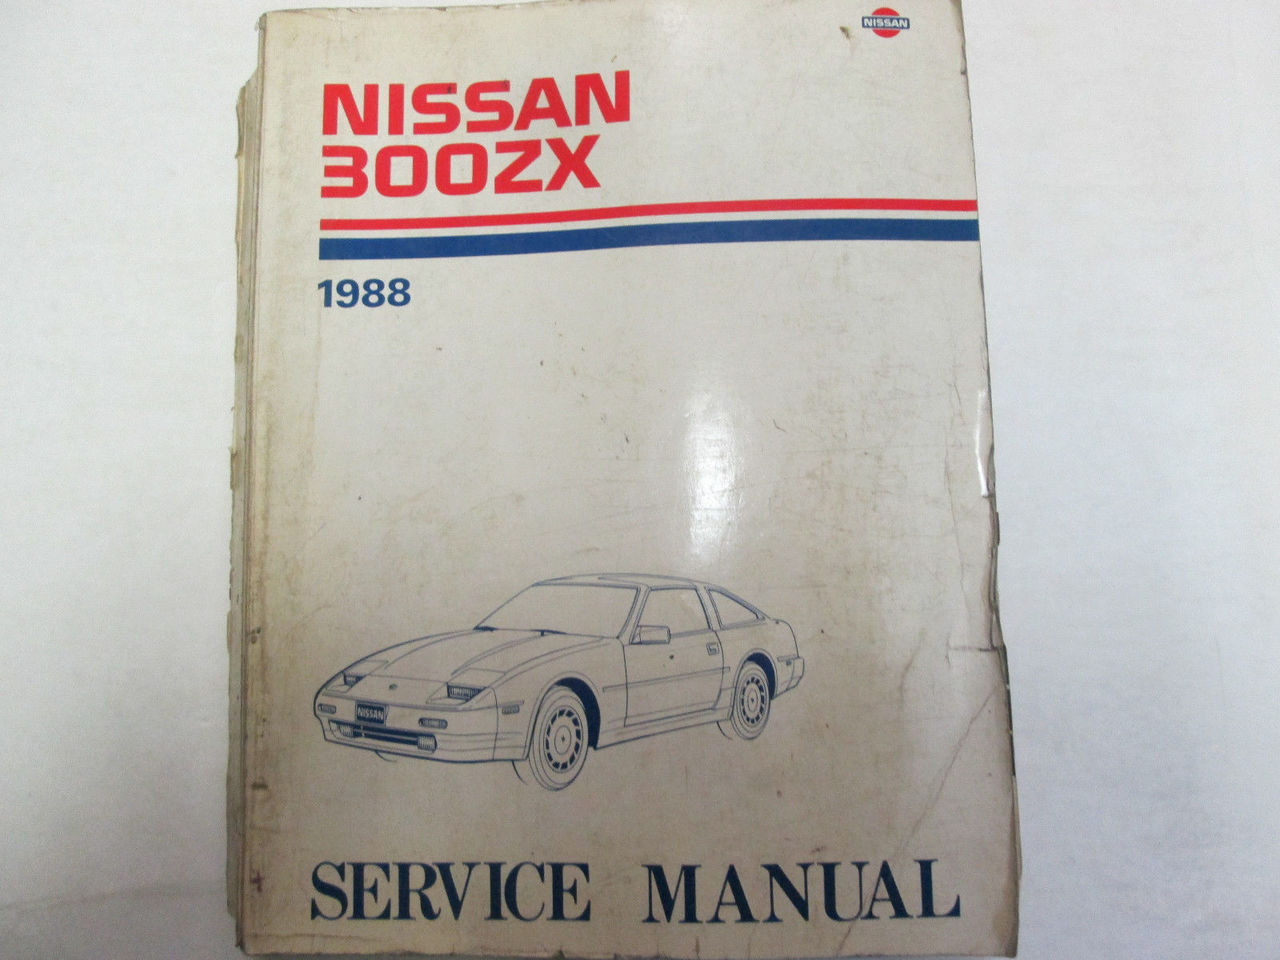 NISSAN
NISSAN
300ZX
1988
NISSAN
SERVICE MANUAL